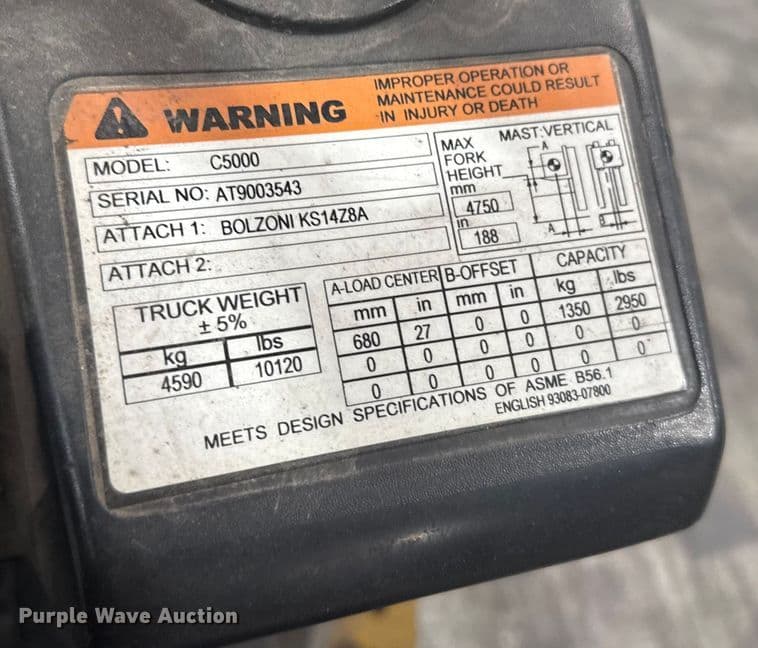 WARNING
IMPROPER OPERATION OR
MAINTENANCE COULD RESULT
IN INJURY OR DEATH
MODEL: C5000
SERIAL NO: AT9003543
ATTACH 1: BOLZONI KS14Z8A
ATTACH 2:
MAX
FORK
HEIGHT
mm
4750
in
188
MAST:VERTICAL
A
A
B
TRUCK WEIGHT
± 5%
kg lbs
4590 10120
A-LOAD CENTER B-OFFSET CAPACITY
mm in mm in kg lbs
680 27 0 0 1350 2950
0 0 0 0 0 0
0 0 0 0 0 0
MEETS DESIGN SPECIFICATIONS OF ASME B56.1
ENGLISH 93083-07800
Purple Wave Auction